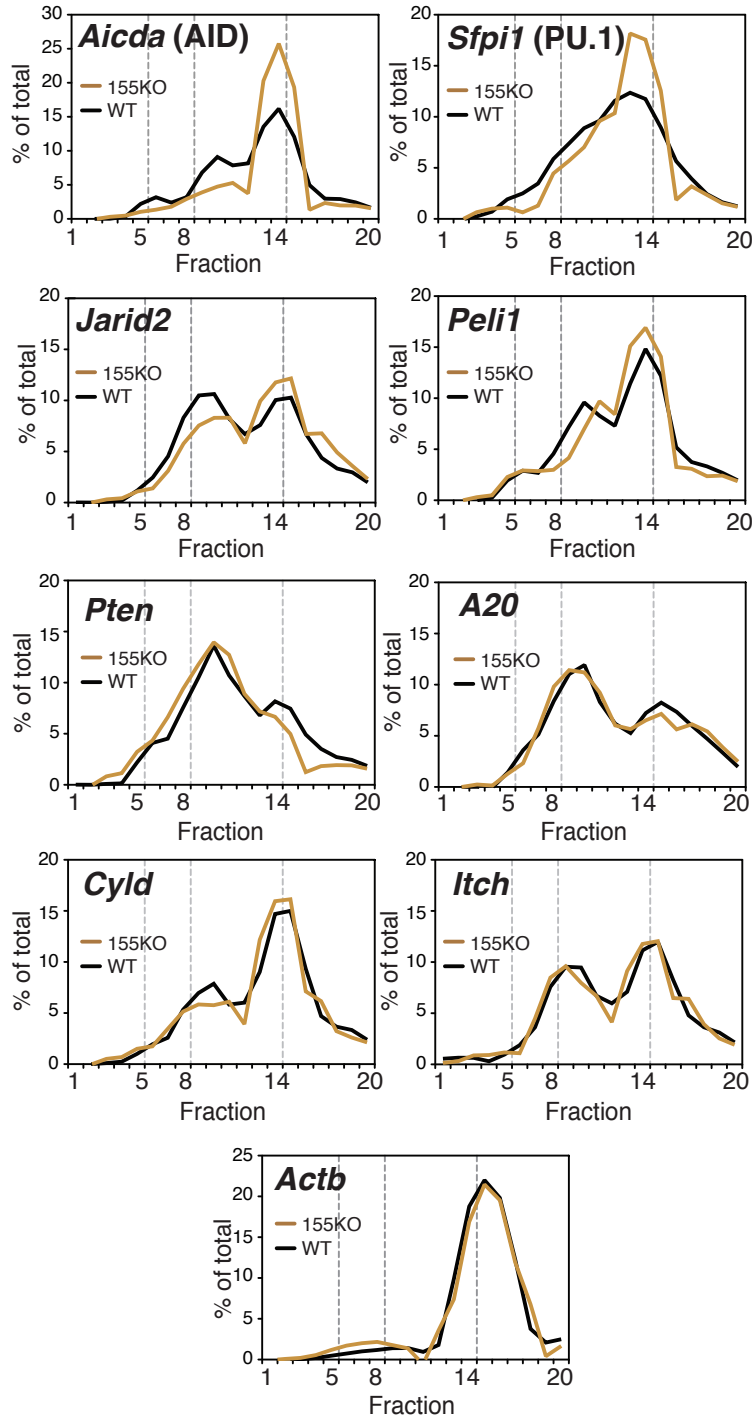 Aicda (AID)
% of total
30
25
20
15
10
5
0
155KO
WT
1 5 8 14 20
Fraction
Sfpi1 (PU.1)
% of total
20
15
10
5
0
155KO
WT
1 5 8 14 20
Fraction
Jarid2
% of total
20
15
10
5
0
155KO
WT
1 5 8 14 20
Fraction
Peli1
% of total
20
15
10
5
0
155KO
WT
1 5 8 14 20
Fraction
Pten
% of total
20
15
10
5
0
155KO
WT
1 5 8 14 20
Fraction
A20
% of total
20
15
10
5
0
155KO
WT
1 5 8 14 20
Fraction
Cyld
% of total
20
15
10
5
0
155KO
WT
1 5 8 14 20
Fraction
Itch
% of total
20
15
10
5
0
155KO
WT
1 5 8 14 20
Fraction
Actb
% of total
25
20
15
10
5
0
155KO
WT
1 5 8 14 20
Fraction